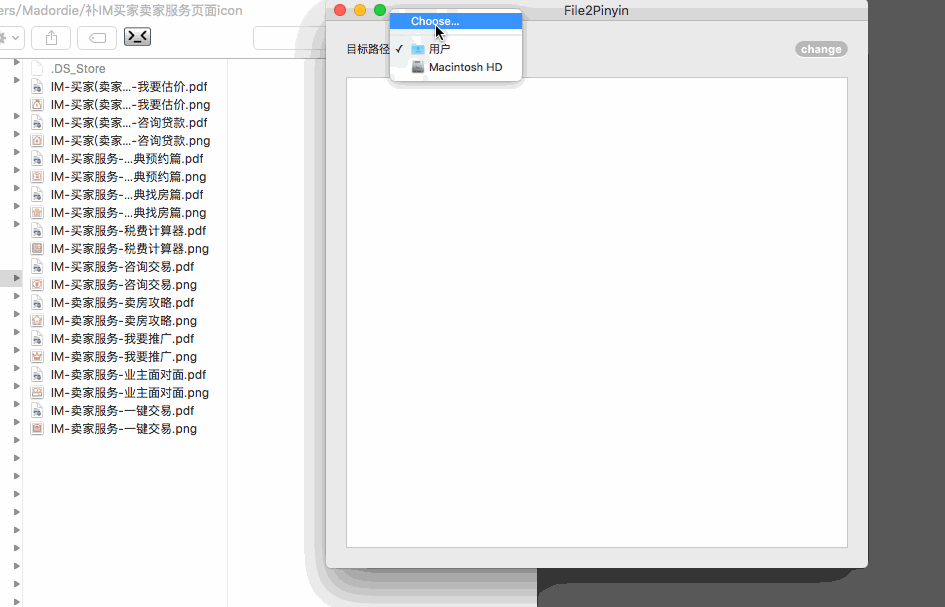 ers/Madordie/补IM买家卖家服务页面icon
.DS_Store
IM-买家(卖家...-我要估价.pdf
IM-买家(卖家...-我要估价.png
IM-买家(卖家...-咨询贷款.pdf
IM-买家(卖家...-咨询贷款.png
IM-买家服务-...典预约篇.pdf
IM-买家服务-...典预约篇.png
IM-买家服务-...典找房篇.pdf
IM-买家服务-...典找房篇.png
IM-买家服务-税费计算器.pdf
IM-买家服务-税费计算器.png
IM-买家服务-咨询交易.pdf
IM-买家服务-咨询交易.png
IM-卖家服务-卖房攻略.pdf
IM-卖家服务-卖房攻略.png
IM-卖家服务-我要推广.pdf
IM-卖家服务-我要推广.png
IM-卖家服务-业主面对面.pdf
IM-卖家服务-业主面对面.png
IM-卖家服务-一键交易.pdf
IM-卖家服务-一键交易.png
File2Pinyin
Choose...
目标路径 ✓ 用户
Macintosh HD
change